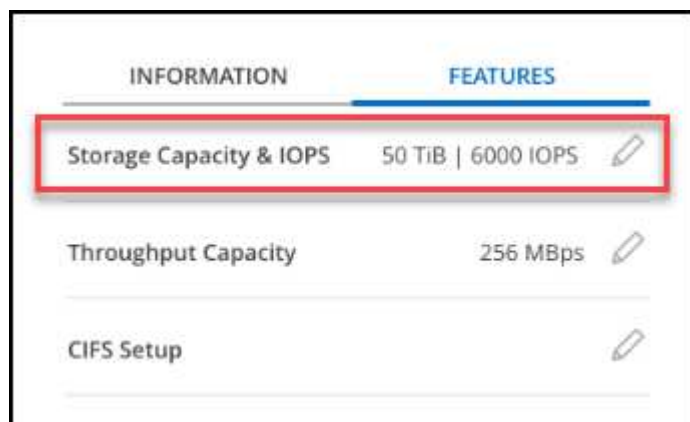 INFORMATION FEATURES
Storage Capacity & IOPS 50 TiB | 6000 IOPS
Throughput Capacity 256 MBps
CIFS Setup